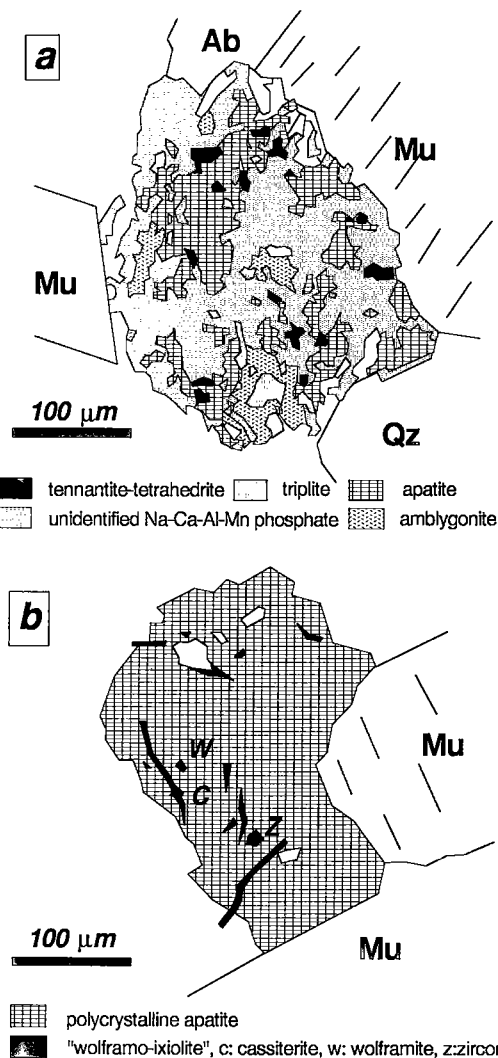 a
Ab
Mu
Mu
100 μm
Qz
tennantite-tetrahedrite triplite apatite
unidentified Na-Ca-Al-Mn phosphate amblygonite
b
W
Mu
C
Z
100 μm
Mu
polycrystalline apatite
"wolframo-ixiolite", c: cassiterite, w: wolframite, z:zircon